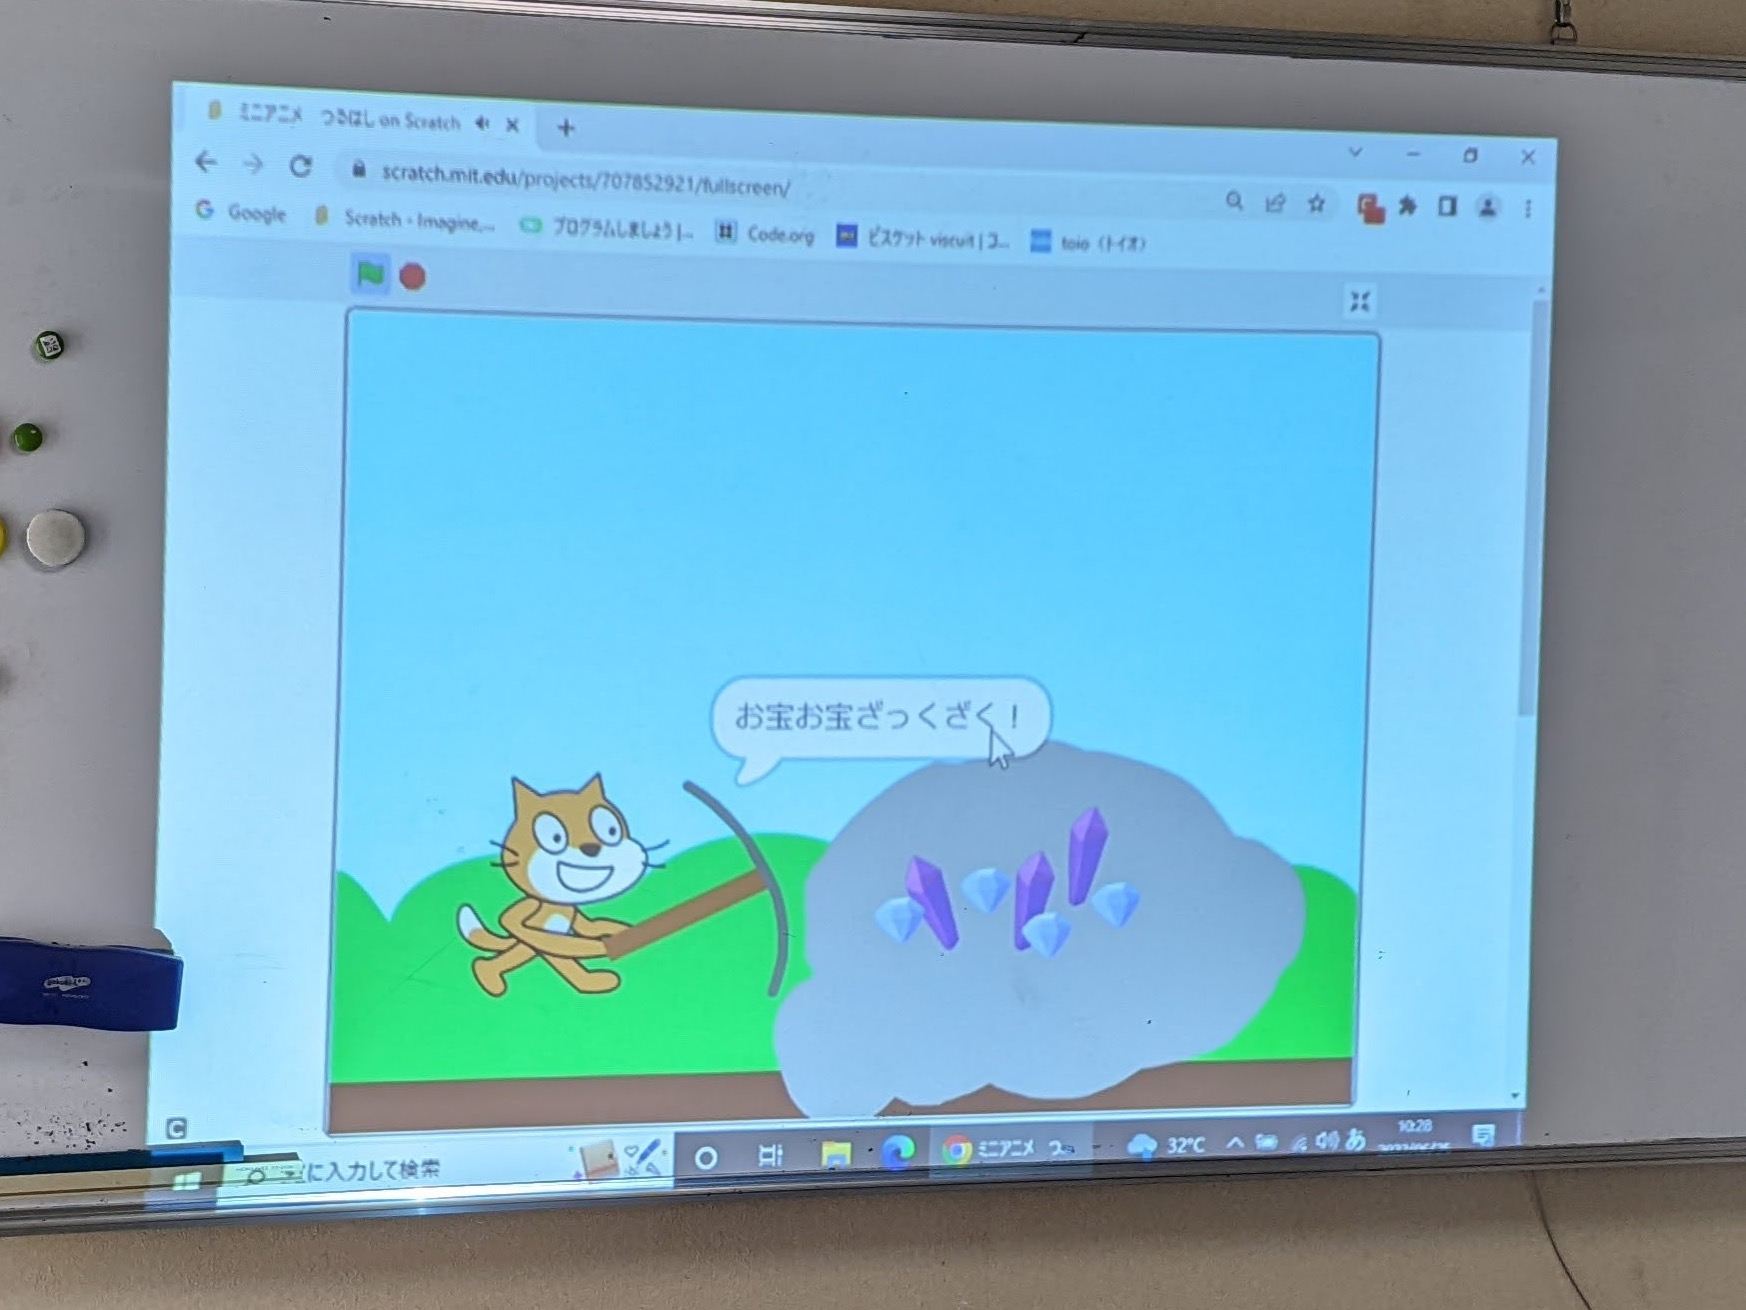 ミニアニメ つるはし on Scratch
scratch.mit.edu/projects/707852921/fullscreen/
Google
Scratch - Imagine,...
プログラムしましょう |...
Code.org
ビスケット viscuit | コ...
toio（トイオ）
お宝お宝ざっくざく！
に入力して検索
ミニアニメ つ...
32°C
あ
10:28